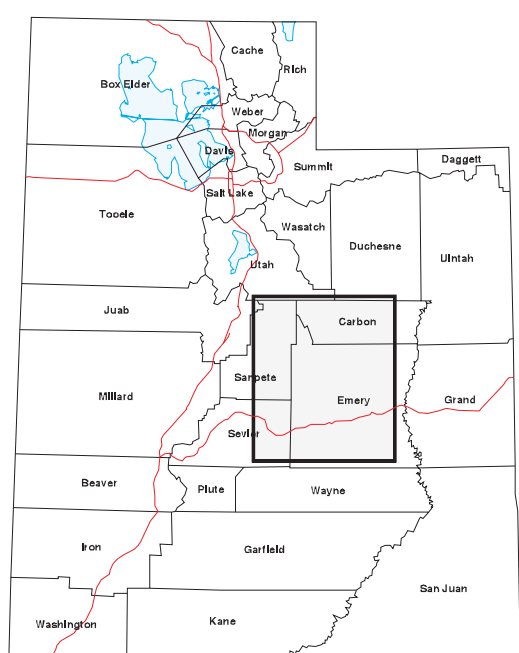 Cache
Rich
Box Elder
Weber
Morgan
Davis
Summit
Daggett
Salt Lake
Tooele
Wasatch
Duchesne
Uintah
Utah
Juab
Carbon
Sanpete
Millard
Emery
Grand
Sevier
Beaver
Piute
Wayne
Iron
Garfield
San Juan
Washington
Kane